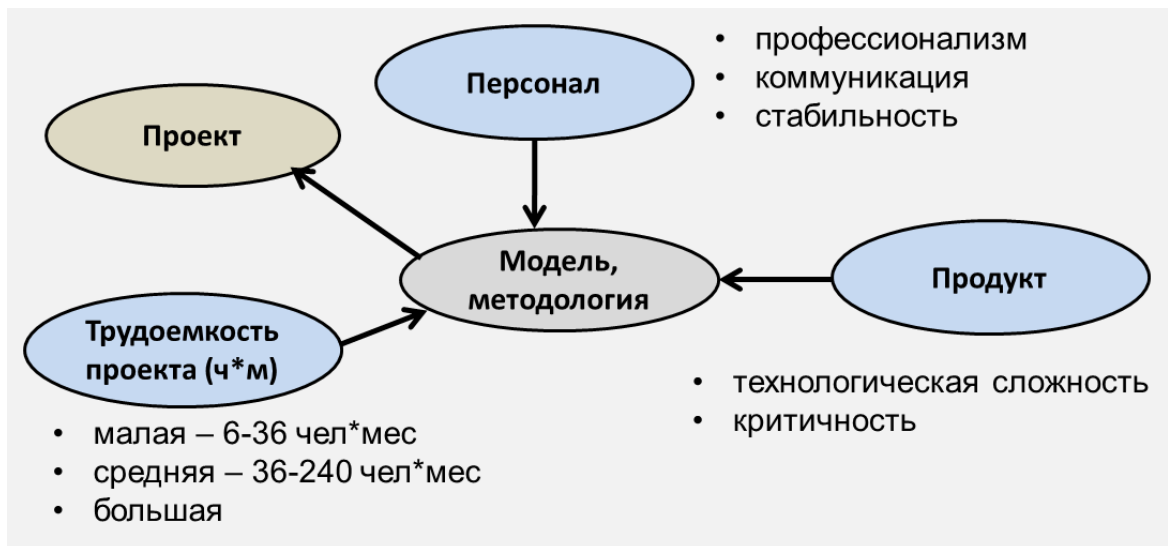 Персонал
• профессионализм
• коммуникация
• стабильность
Проект
Модель,
методология
Продукт
Трудоемкость
проекта (ч*м)
• технологическая сложность
• критичность
• малая – 6-36 чел*мес
• средняя – 36-240 чел*мес
• большая